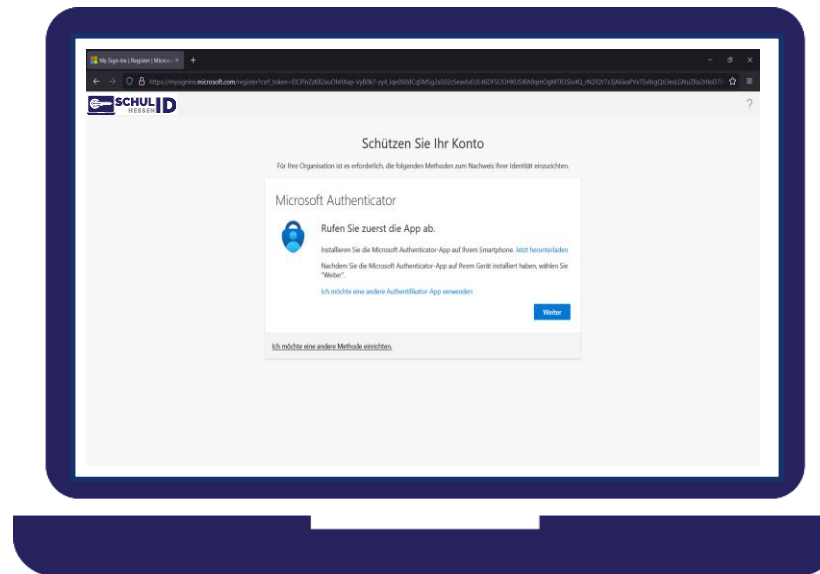 My Sign-Ins | Register | Microso
SCHUL ID
HESSEN
?
Schützen Sie Ihr Konto
Für Ihre Organisation ist es erforderlich, die folgenden Methoden zum Nachweis Ihrer Identität einzurichten.
Microsoft Authenticator
Rufen Sie zuerst die App ab.
Installieren Sie die Microsoft Authenticator-App auf Ihrem Smartphone. Jetzt herunterladen
Nachdem Sie die Microsoft Authenticator-App auf Ihrem Gerät installiert haben, wählen Sie
"Weiter".
Ich möchte eine andere Authentifikator-App verwenden
Weiter
Ich möchte eine andere Methode einrichten.